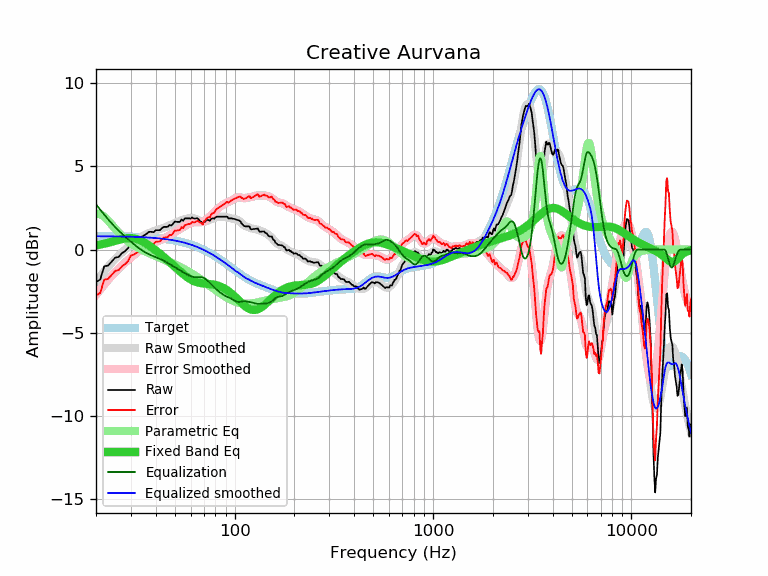 Creative Aurvana
Amplitude (dBr)
10
5
0
−5
−10
−15
Target
Raw Smoothed
Error Smoothed
Raw
Error
Parametric Eq
Fixed Band Eq
Equalization
Equalized smoothed
100
1000
10000
Frequency (Hz)